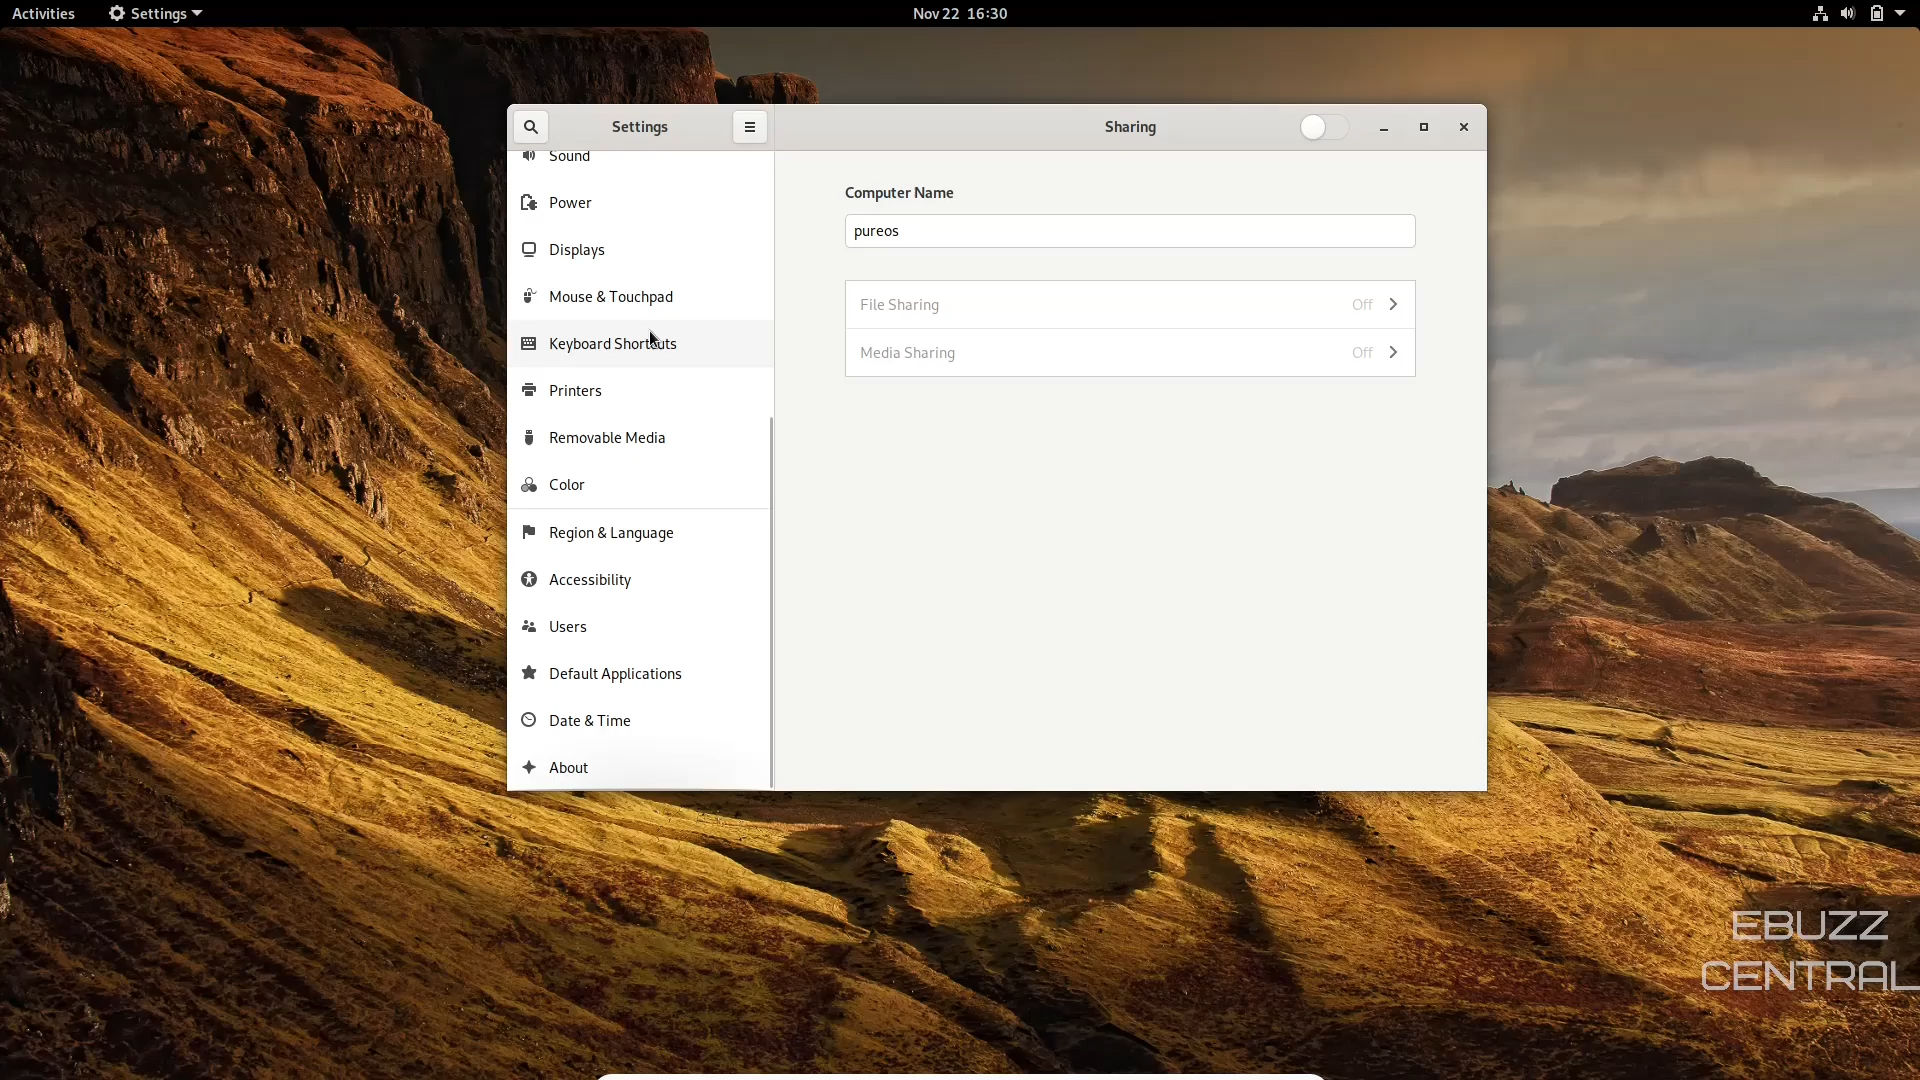 Activities
Settings
Nov 22 16:30
Settings
Sharing
Sound
Power
Displays
Mouse & Touchpad
Keyboard Shortcuts
Printers
Removable Media
Color
Region & Language
Accessibility
Users
Default Applications
Date & Time
About
Computer Name
pureos
File Sharing Off
Media Sharing Off
EBUZZ
CENTRAL